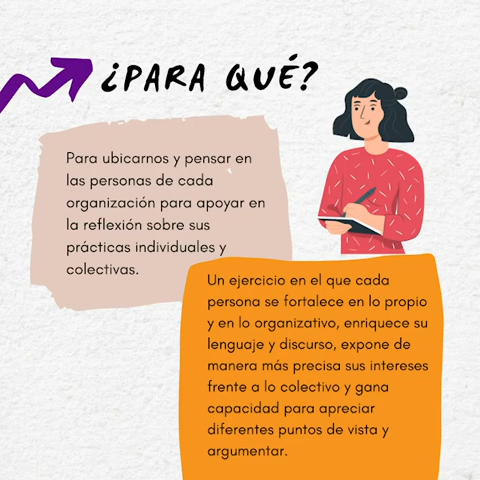 ¿PARA QUÉ?
Para ubicarnos y pensar en
las personas de cada
organización para apoyar en
la reflexión sobre sus
prácticas individuales y
colectivas.
Un ejercicio en el que cada
persona se fortalece en lo propio
y en lo organizativo, enriquece su
lenguaje y discurso, expone de
manera más precisa sus intereses
frente a lo colectivo y gana
capacidad para apreciar
diferentes puntos de vista y
argumentar.